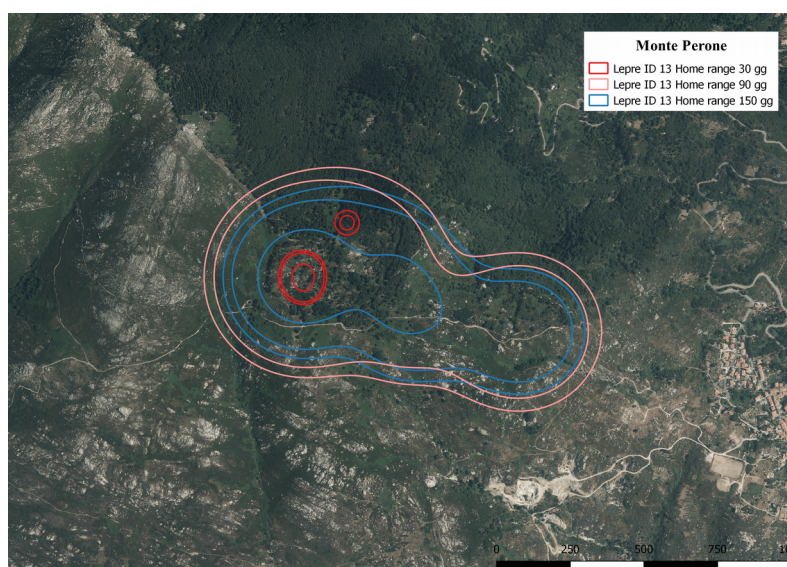 Monte Perone
Lepre ID 13 Home range 30 gg
Lepre ID 13 Home range 90 gg
Lepre ID 13 Home range 150 gg
0 250 500 750